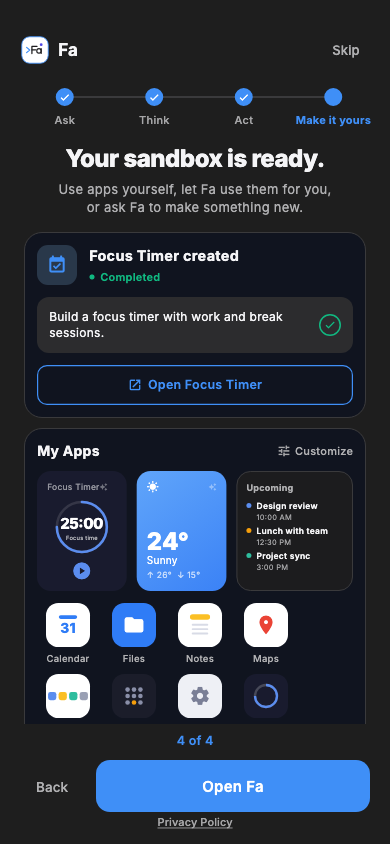 >Fa Fa Skip
Ask Think Act Make it yours
Your sandbox is ready.
Use apps yourself, let Fa use them for you,
or ask Fa to make something new.
Focus Timer created
Completed
Build a focus timer with work and break
sessions.
Open Focus Timer
My Apps Customize
Focus Timer
25:00
Focus time
24°
Sunny
↑ 26° ↓ 15°
Upcoming
Design review
10:00 AM
Lunch with team
12:30 PM
Project sync
3:00 PM
31
Calendar Files Notes Maps
4 of 4
Back Open Fa
Privacy Policy